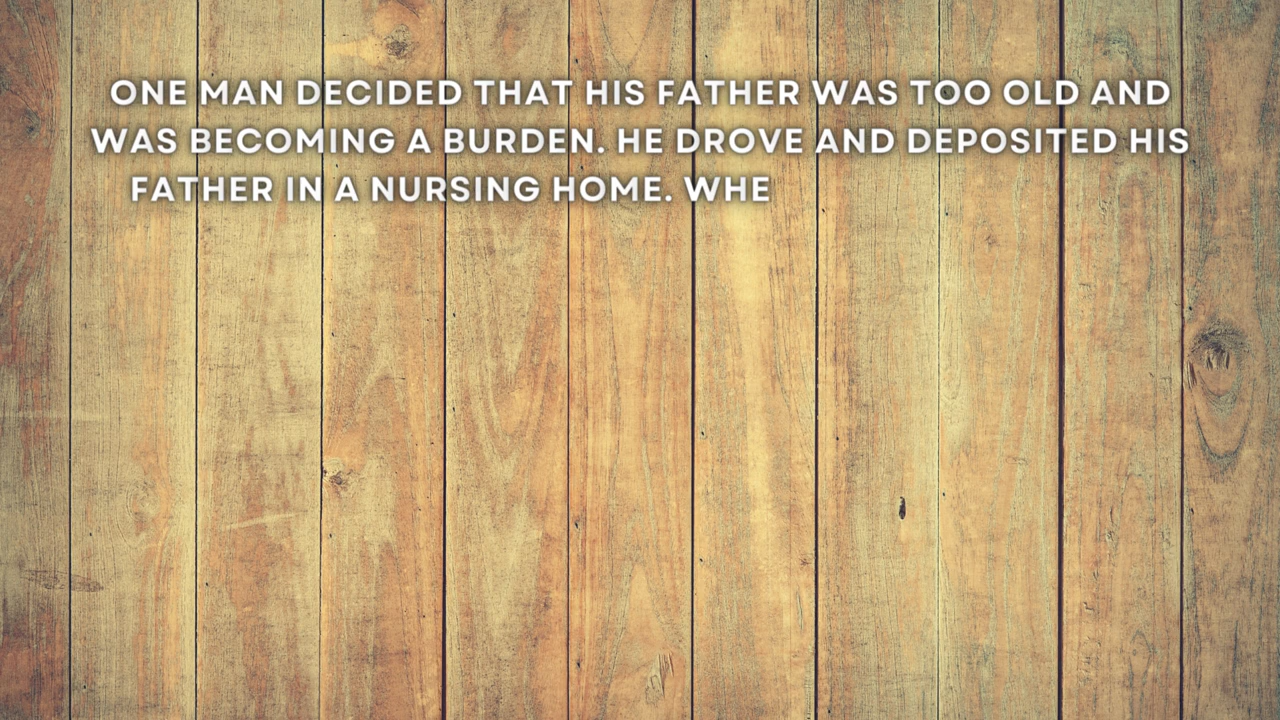 ONE MAN DECIDED THAT HIS FATHER WAS TOO OLD AND
WAS BECOMING A BURDEN. HE DROVE AND DEPOSITED HIS
FATHER IN A NURSING HOME. WHE